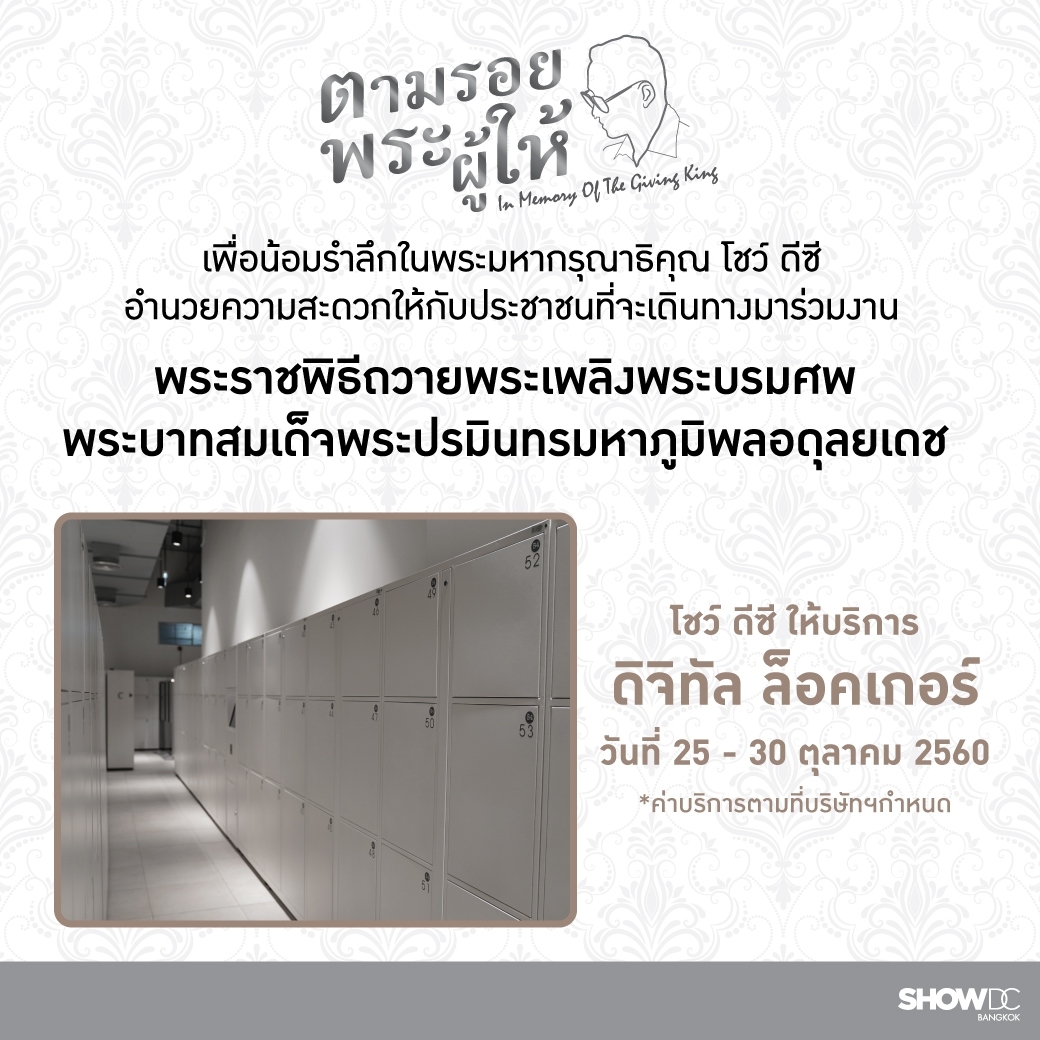 ตามรอย
พระผู้ให้
In Memory Of The Giving King
เพื่อน้อมรำลึกในพระมหากรุณาธิคุณ โชว์ ดีซี
อำนวยความสะดวกให้กับประชาชนที่จะเดินทางมาร่วมงาน
พระราชพิธีถวายพระเพลิงพระบรมศพ
พระบาทสมเด็จพระปรมินทรมหาภูมิพลอดุลยเดช
52
49
46
53
50
47
44
51
48
โชว์ ดีซี ให้บริการ
ดิจิทัล ล็อคเกอร์
วันที่ 25 - 30 ตุลาคม 2560
*ค่าบริการตามที่บริษัทฯกำหนด
SHOWDC
BANGKOK